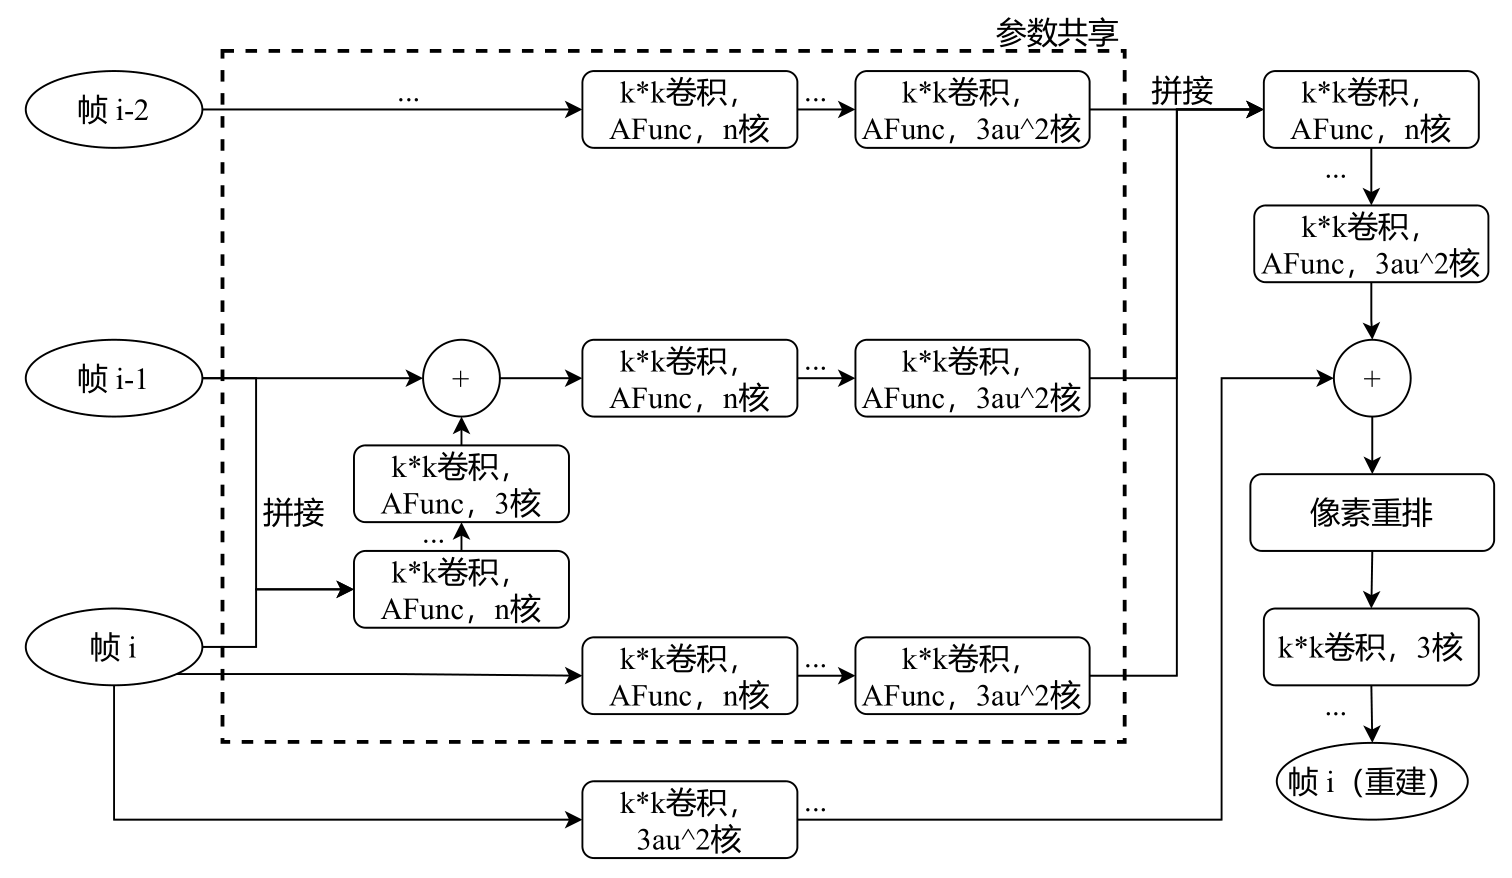 参数共享
帧 i-2
...
k*k卷积，
AFunc，n核
...
k*k卷积，
AFunc，3au^2核
拼接
k*k卷积，
AFunc，n核
...
k*k卷积，
AFunc，3au^2核
帧 i-1
+
k*k卷积，
AFunc，n核
...
k*k卷积，
AFunc，3au^2核
+
k*k卷积，
AFunc，3核
拼接
...
k*k卷积，
AFunc，n核
像素重排
帧 i
k*k卷积，
AFunc，n核
...
k*k卷积，
AFunc，3au^2核
k*k卷积，3核
...
帧 i（重建）
k*k卷积，
3au^2核
...